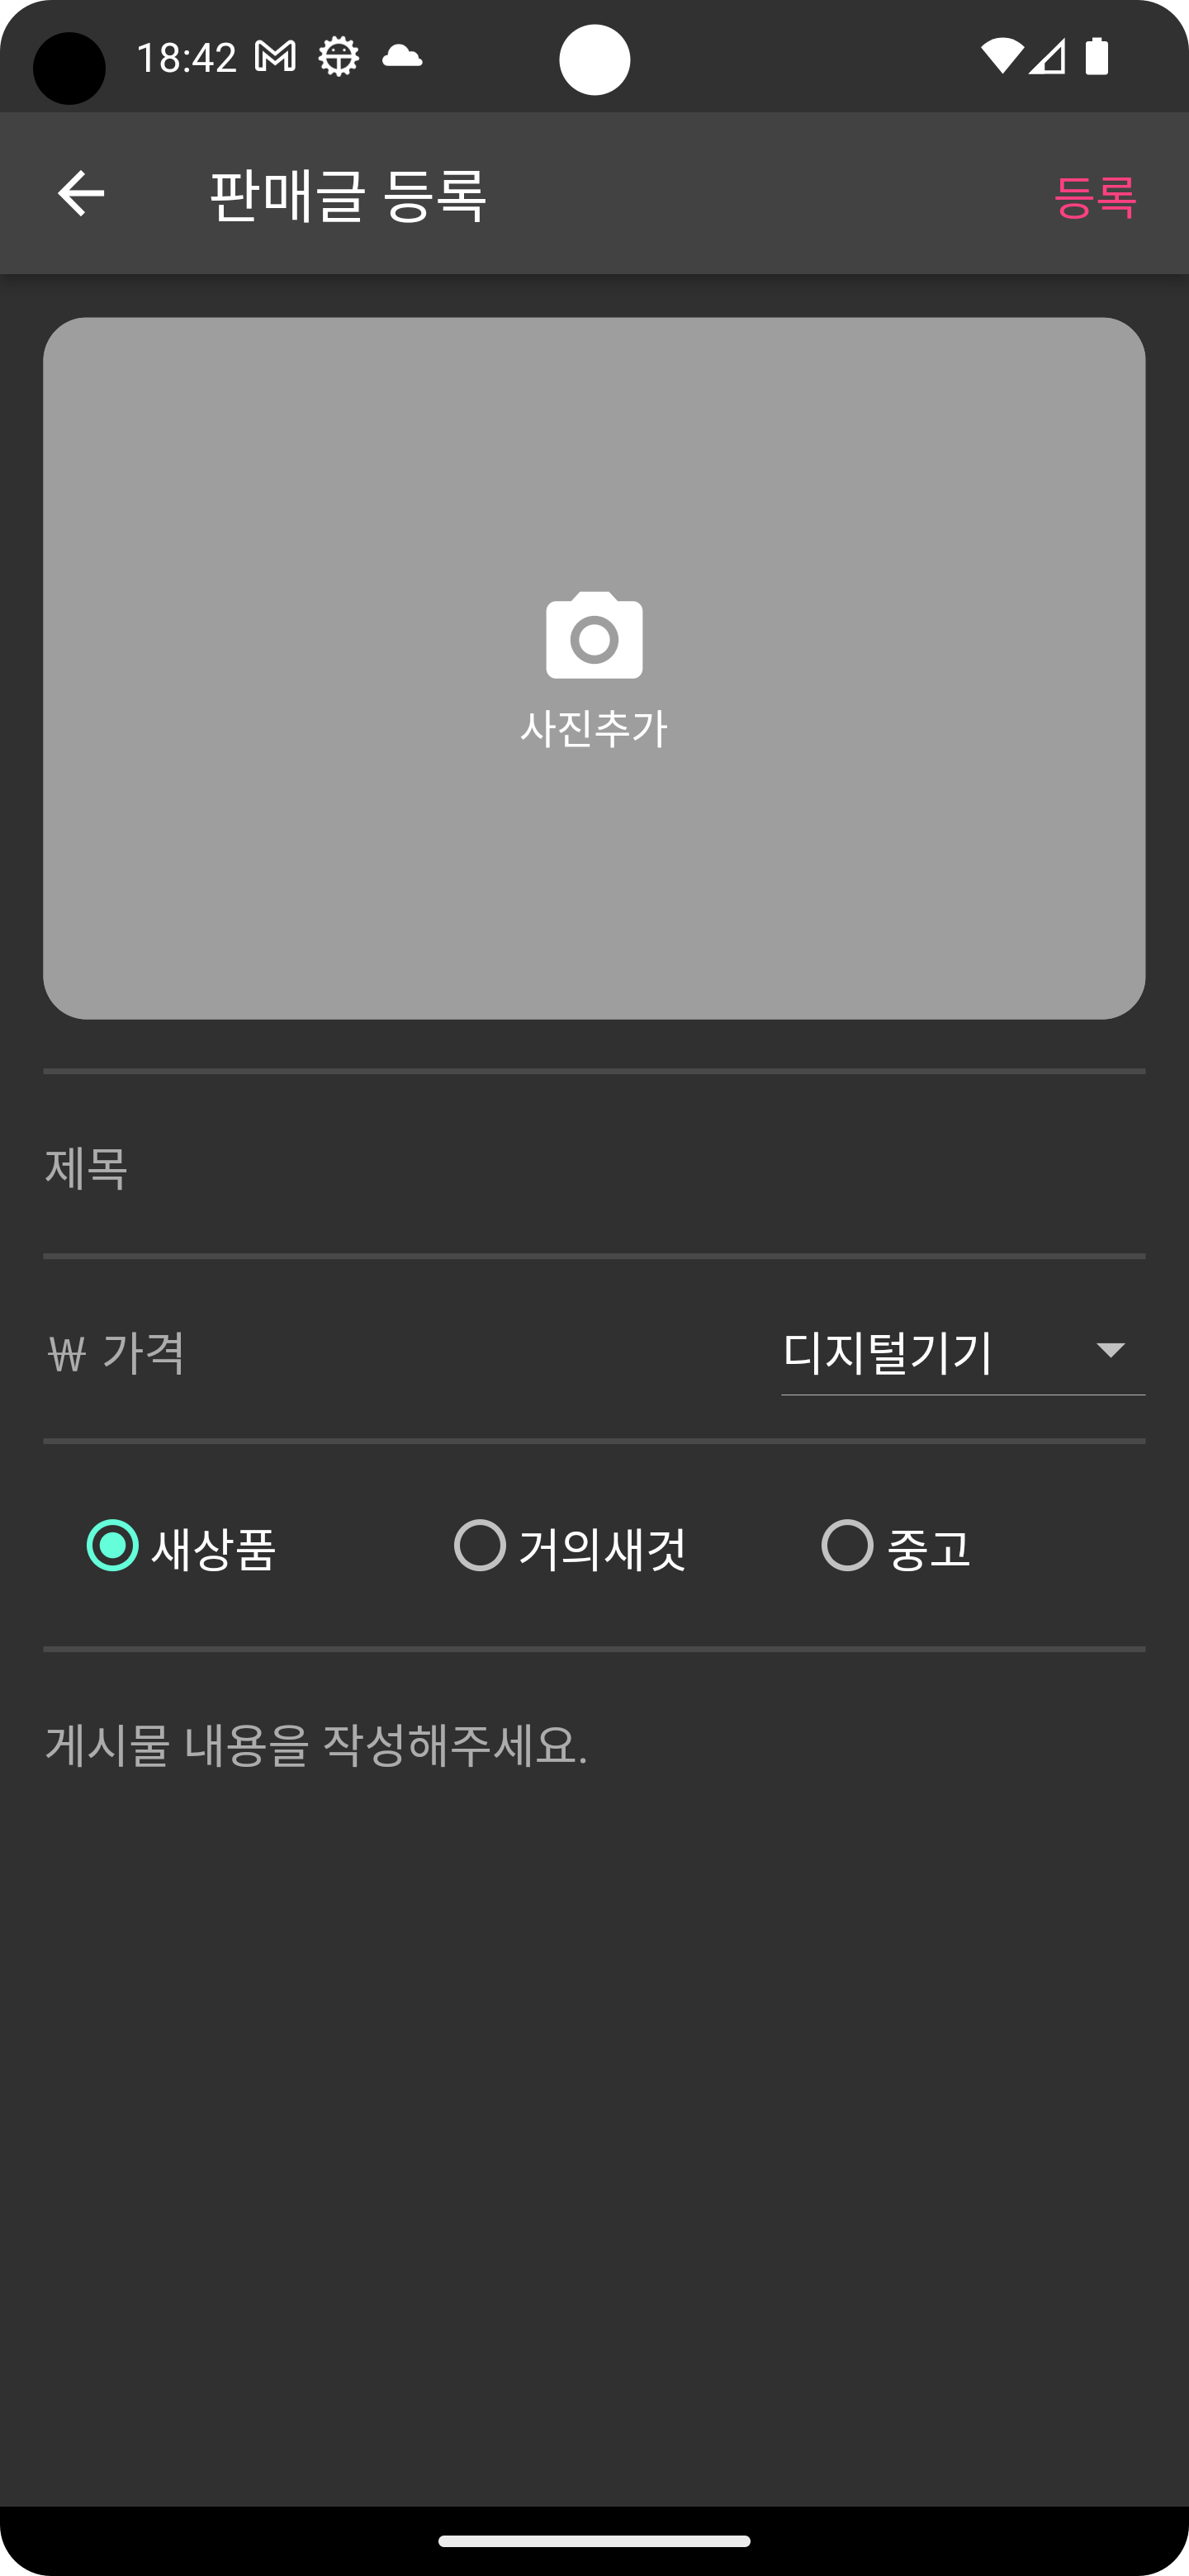 18:42
판매글 등록
등록
사진추가
제목
₩ 가격
디지털기기
새상품
거의새것
중고
게시물 내용을 작성해주세요.